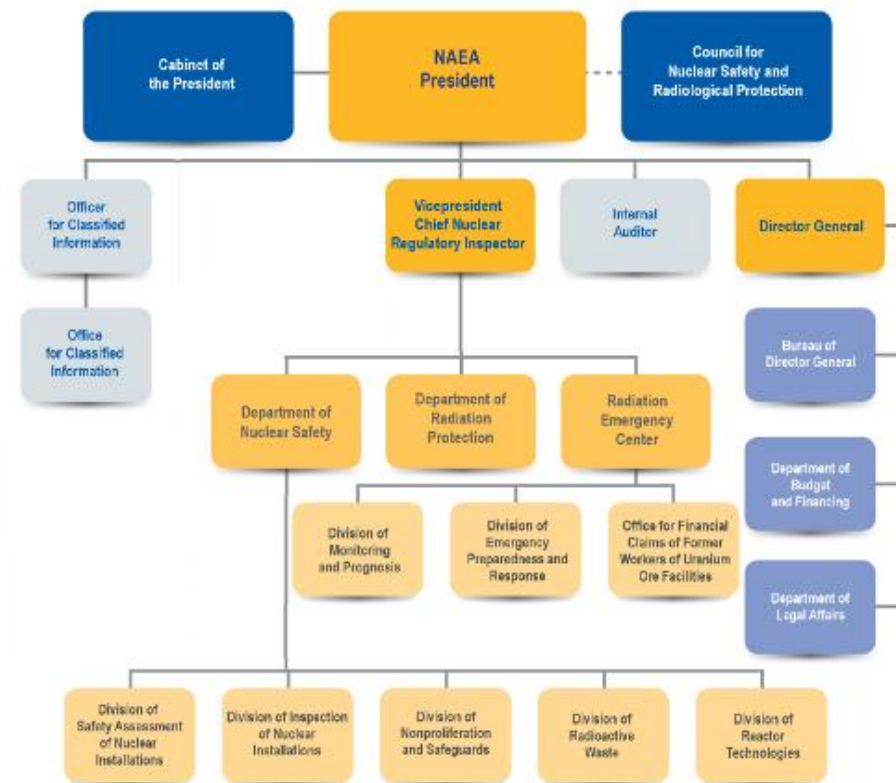 Cabinet of
the President
NAEA
President
Council for
Nuclear Safety and
Radiological Protection
Officer
for Classified
Information
Vicepresident
Chief Nuclear
Regulatory Inspector
Internal
Auditor
Director General
Office
for Classified
Information
Bureau of
Director General
Department of
Nuclear Safety
Department of
Radiation
Protection
Radiation
Emergency
Center
Department of
Budget
and Financing
Division of
Monitoring
and Prognosis
Division of
Emergency
Preparedness and
Response
Office for Financial
Claims of Former
Workers of Uranium
Ore Facilities
Department of
Legal Affairs
Division of
Safety Assessment
of Nuclear
Installations
Division of Inspection
of Nuclear
Installations
Division of
Nonproliferation
and Safeguards
Division of
Radioactive
Waste
Division of
Reactor
Technologies